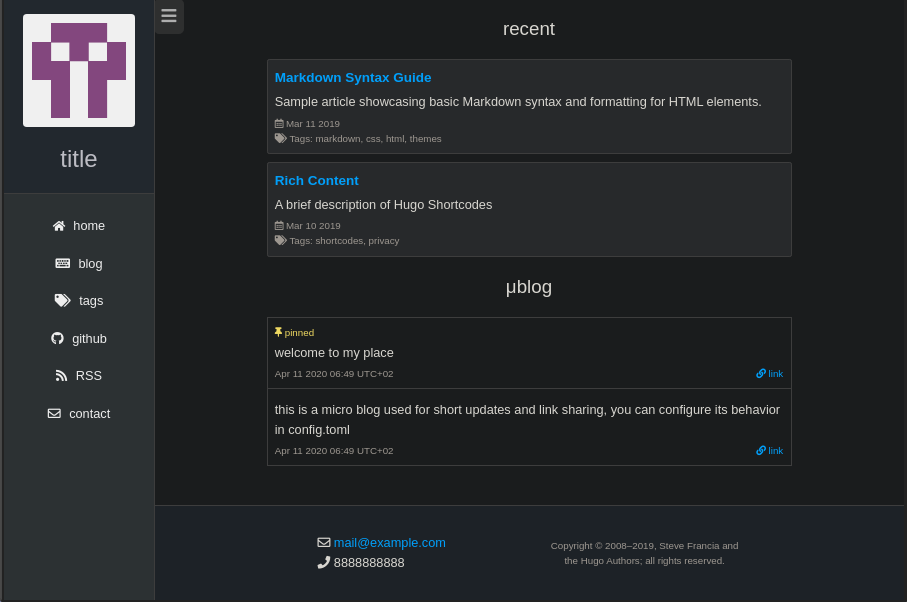 title
home
blog
tags
github
RSS
contact
recent
Markdown Syntax Guide
Sample article showcasing basic Markdown syntax and formatting for HTML elements.
Mar 11 2019
Tags: markdown, css, html, themes
Rich Content
A brief description of Hugo Shortcodes
Mar 10 2019
Tags: shortcodes, privacy
μblog
pinned
welcome to my place
Apr 11 2020 06:49 UTC+02 link
this is a micro blog used for short updates and link sharing, you can configure its behavior
in config.toml
Apr 11 2020 06:49 UTC+02 link
mail@example.com
8888888888
Copyright © 2008–2019, Steve Francia and
the Hugo Authors; all rights reserved.